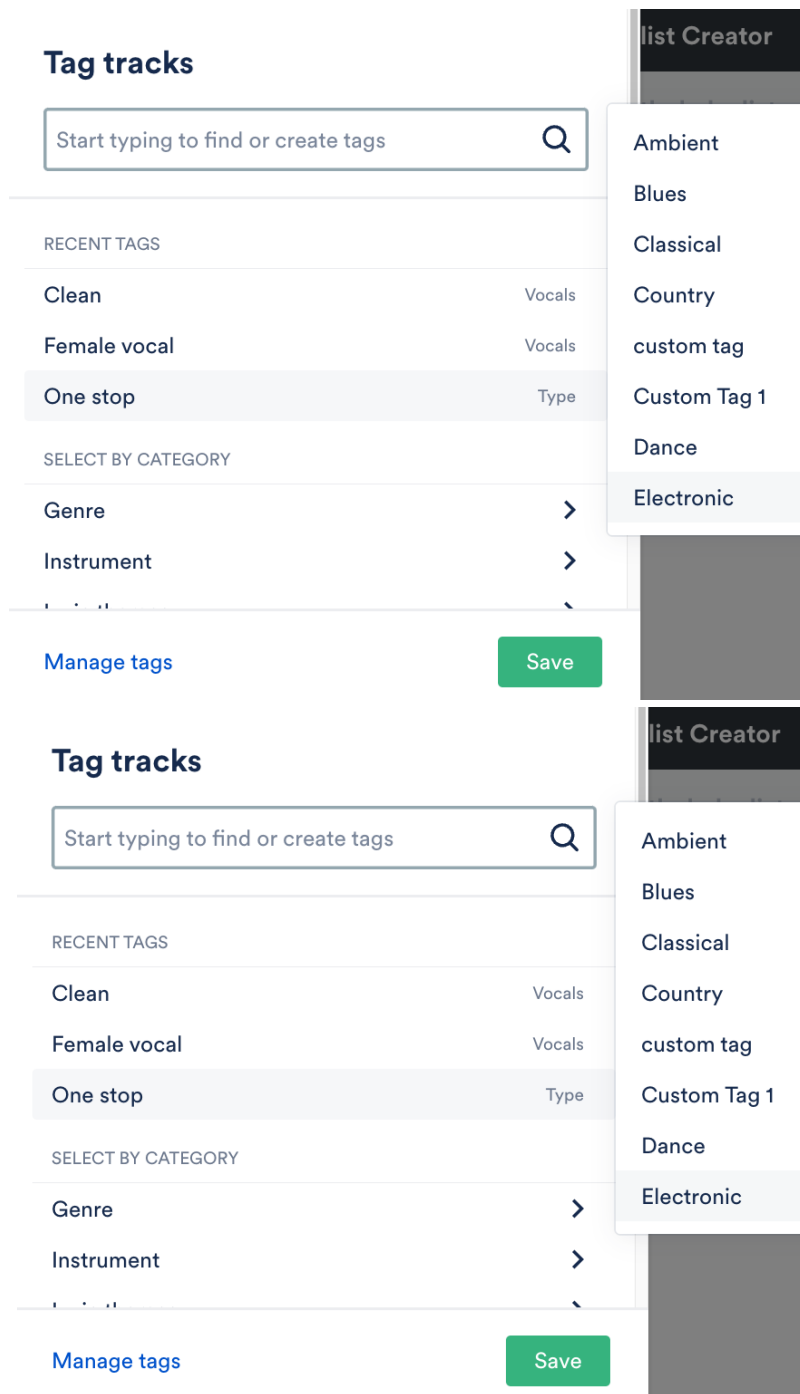 list Creator
Tag tracks
Start typing to find or create tags
RECENT TAGS
Clean Vocals
Female vocal Vocals
One stop Type
SELECT BY CATEGORY
Genre
Instrument
Manage tags
Save
Ambient
Blues
Classical
Country
custom tag
Custom Tag 1
Dance
Electronic
list Creator
Tag tracks
Start typing to find or create tags
RECENT TAGS
Clean Vocals
Female vocal Vocals
One stop Type
SELECT BY CATEGORY
Genre
Instrument
Manage tags
Save
Ambient
Blues
Classical
Country
custom tag
Custom Tag 1
Dance
Electronic